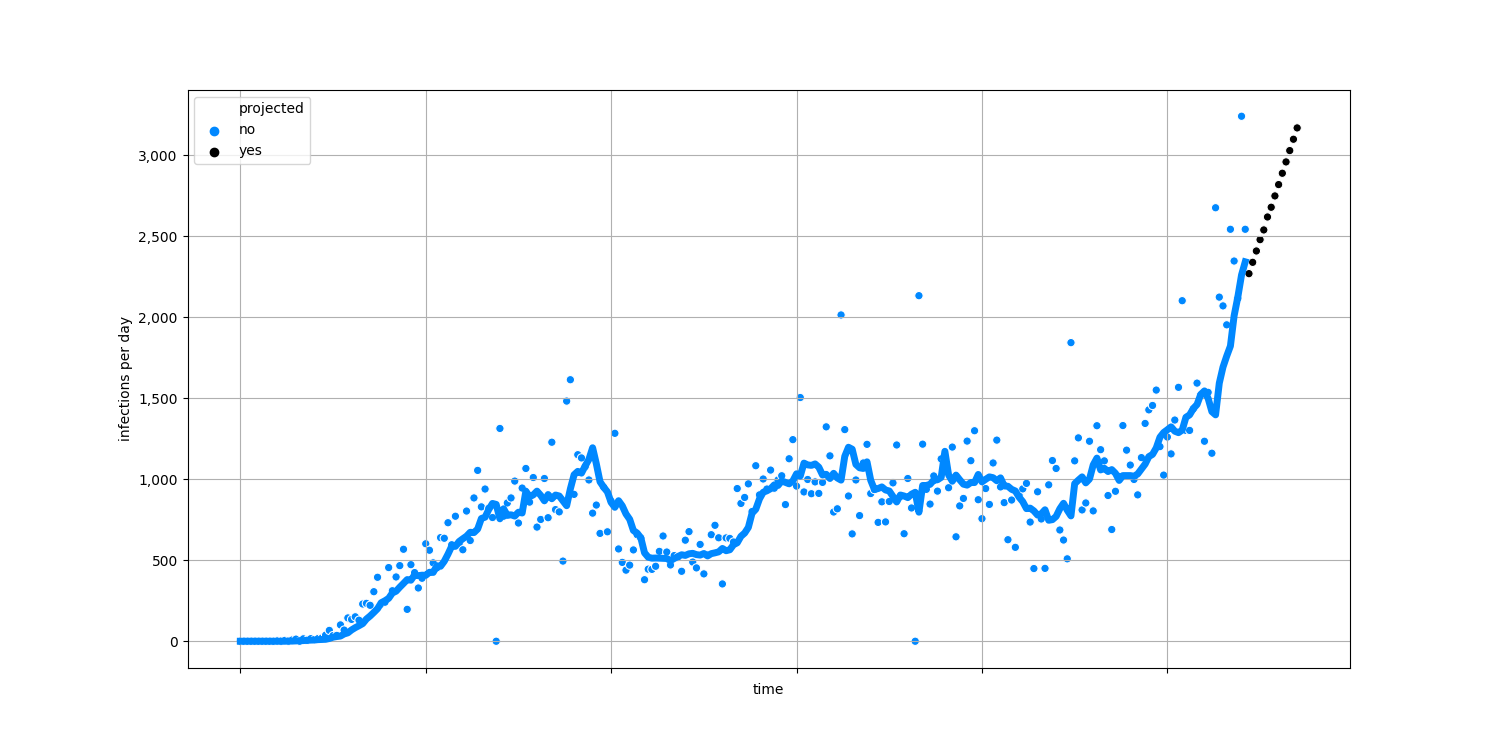 projected
no
yes
3,000
2,500
2,000
1,500
1,000
500
0
infections per day
time